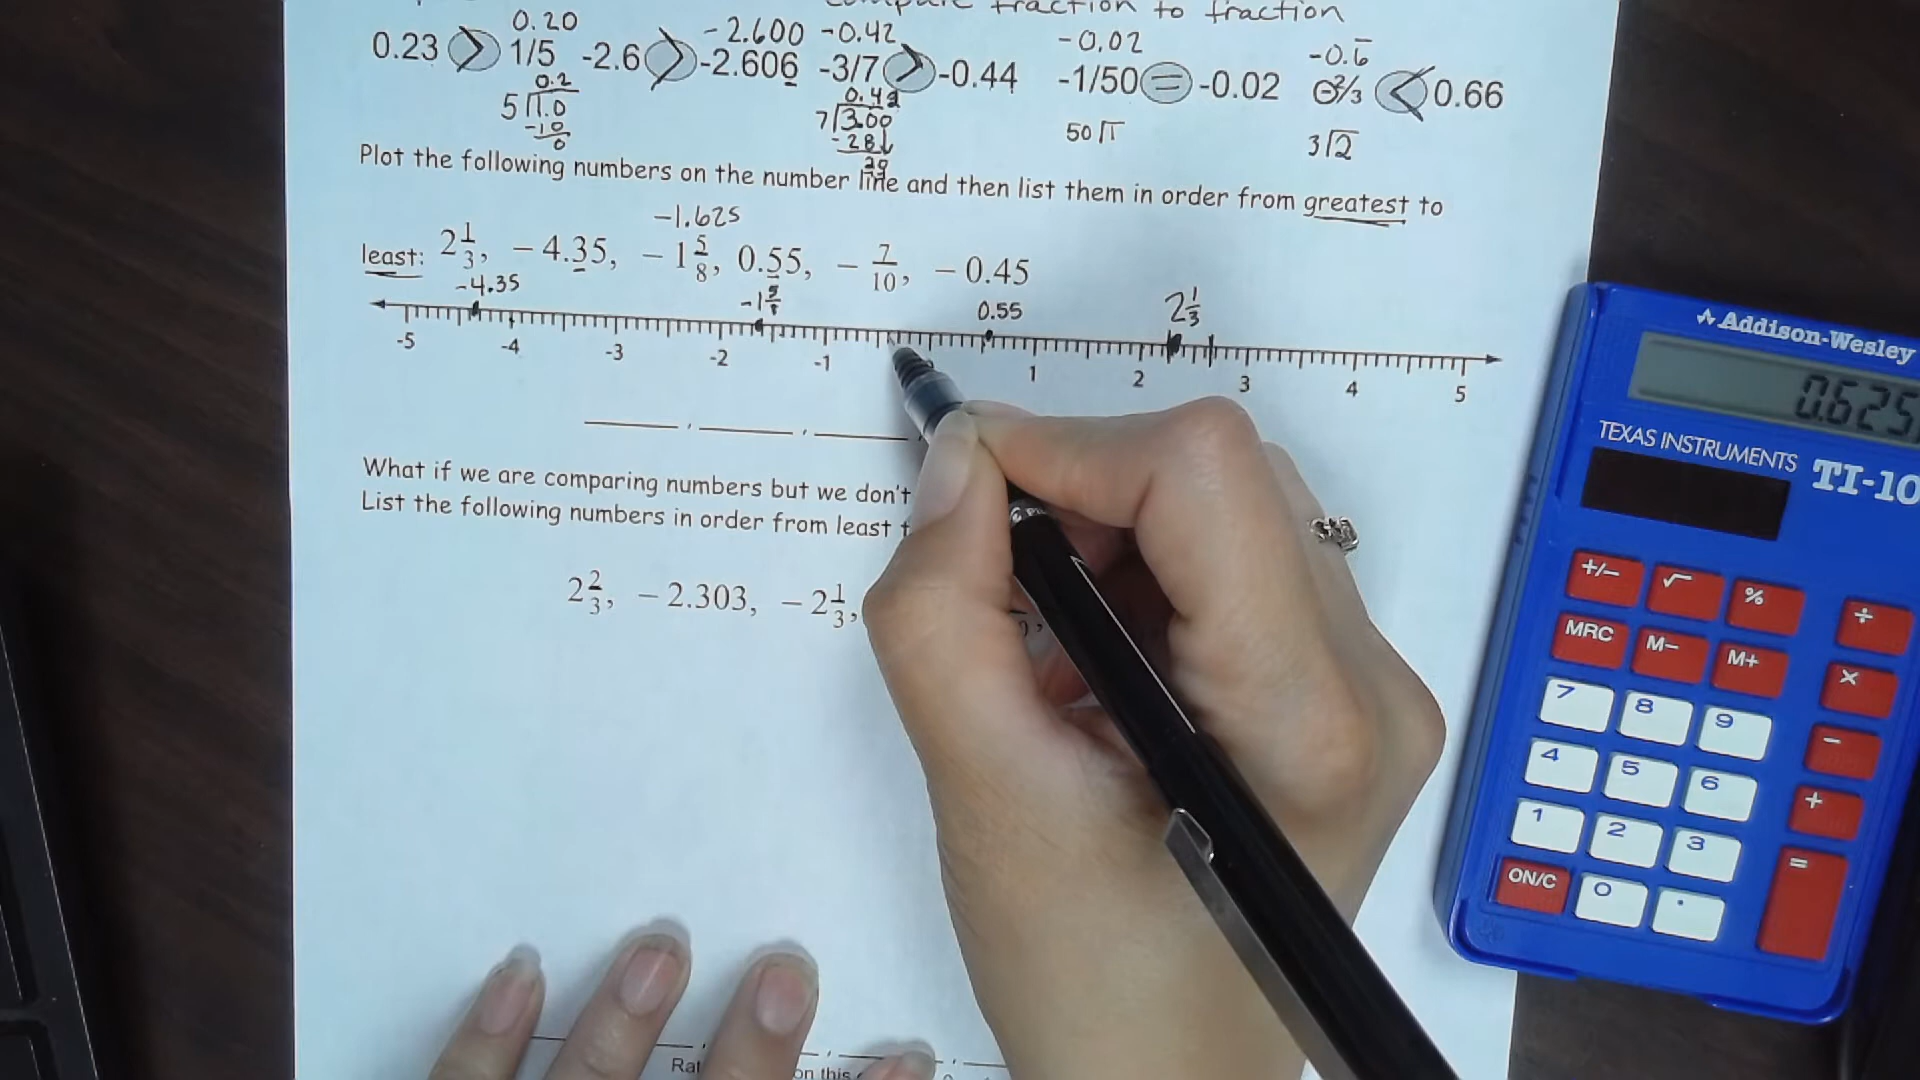 compare fraction to fraction
0.20 -2.600 -0.42 -0.02 -0.6̅
0.23 > 1/5 -2.6 > -2.606 -3/7 > -0.44 -1/50 = -0.02 -2/3 < 0.66
0.2
5)1.0
-10
0
0.42
7)3.00
-28↓
50)1
3)2
Plot the following numbers on the number line and then list them in order from greatest to
-1.625
least: 2 1/3, -4.35, -1 5/8, 0.55, -7/10, -0.45
-4.35 -1 5/8 0.55 2 1/3
-5 -4 -3 -2 -1 1 2 3 4 5
What if we are comparing numbers but we don't
List the following numbers in order from least
2 2/3, -2.303, -2 1/3,
on this
Addison-Wesley
0.625
TEXAS INSTRUMENTS
TI-10
+/- √ % ÷
MRC M- M+ ×
7 8 9 -
4 5 6 +
1 2 3 =
ON/C 0 .